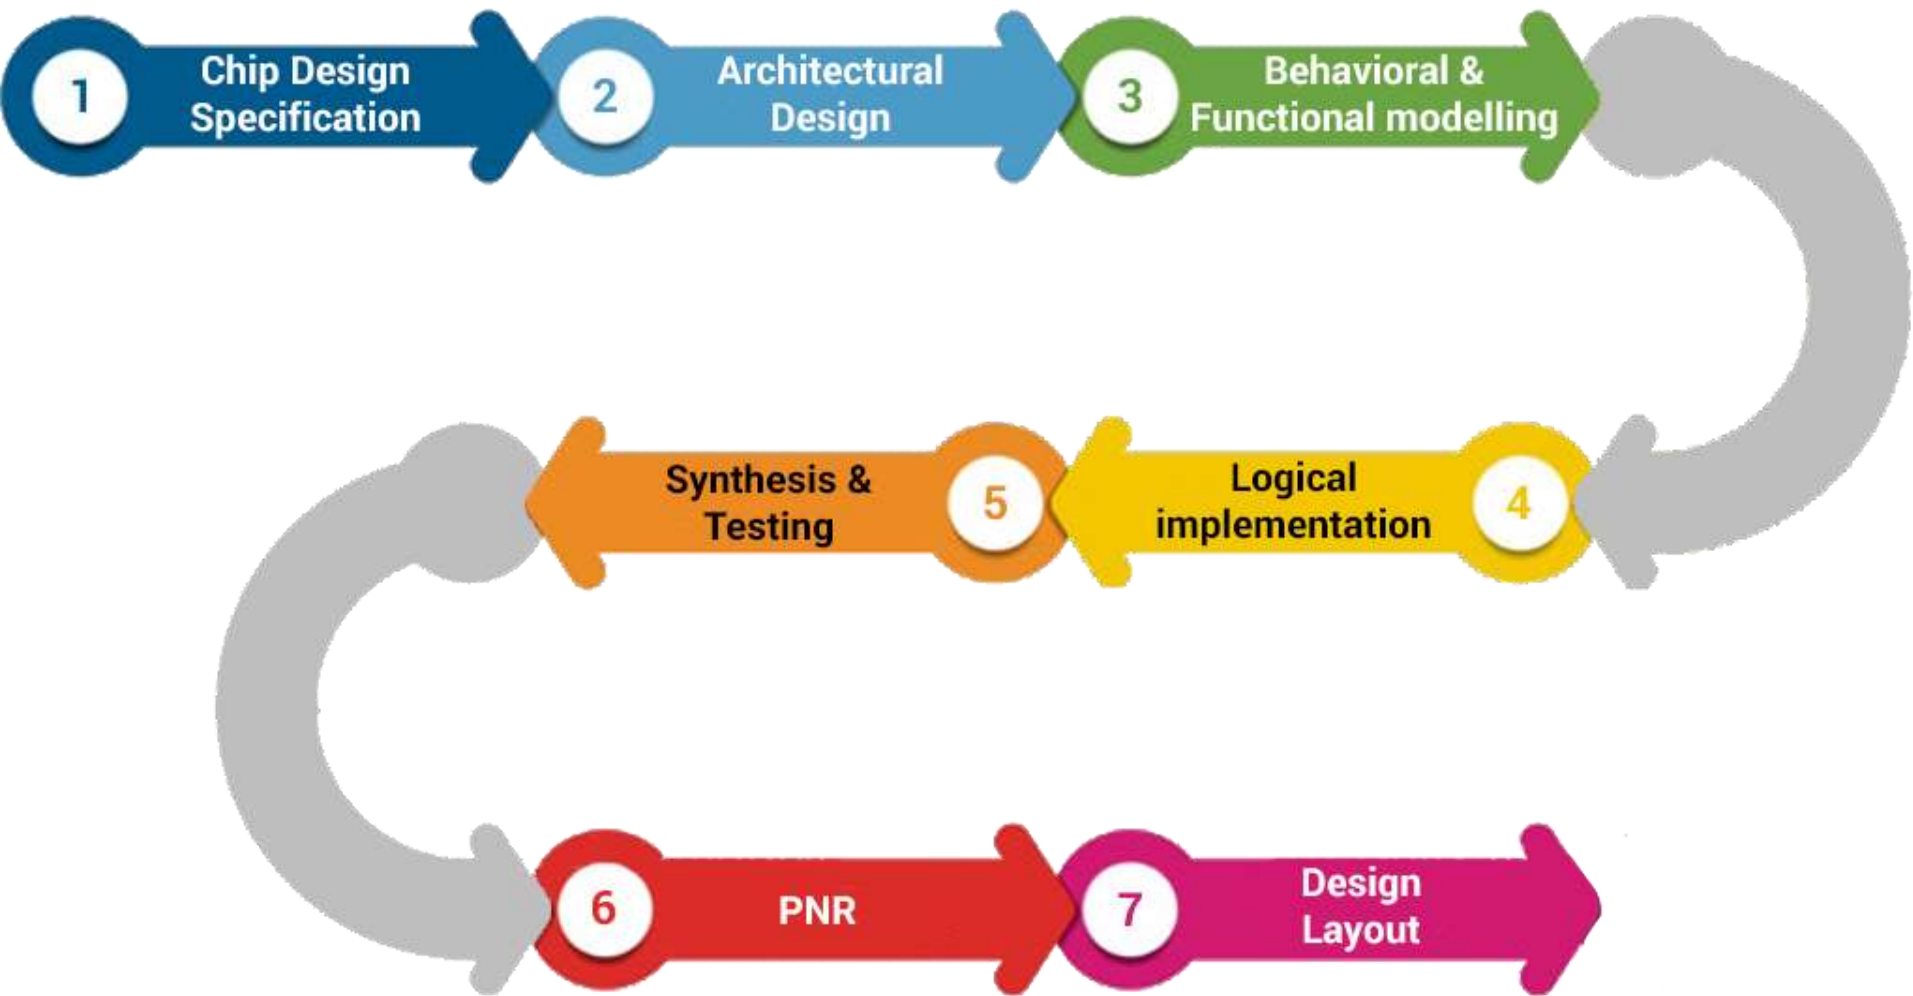 1
Chip Design
Specification
2
Architectural
Design
3
Behavioral &
Functional modelling
4
Logical
implementation
5
Synthesis &
Testing
6
PNR
7
Design
Layout